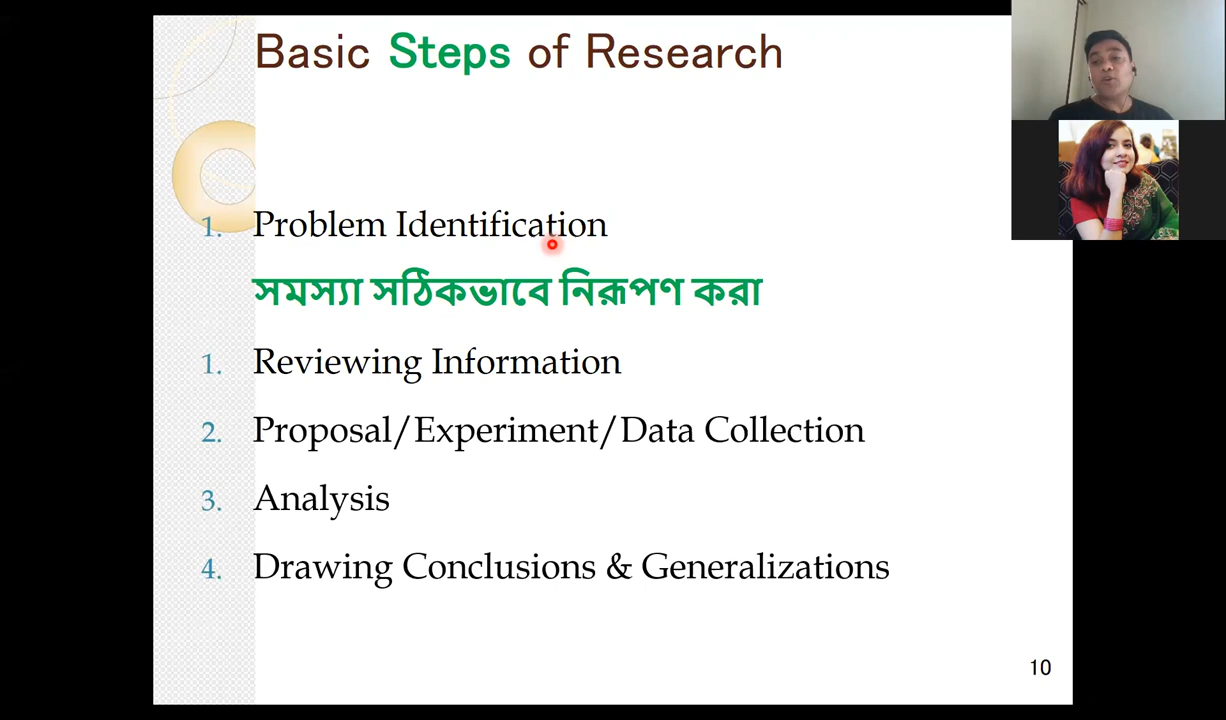 Basic Steps of Research
1. Problem Identification
সমস্যা সঠিকভাবে নিরূপণ করা
1. Reviewing Information
2. Proposal/Experiment/Data Collection
3. Analysis
4. Drawing Conclusions & Generalizations
10